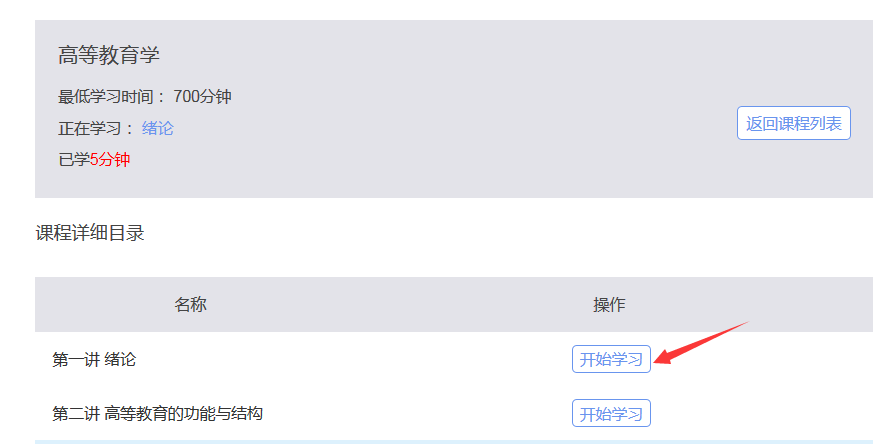 高等教育学
最低学习时间： 700分钟
正在学习： 绪论
返回课程列表
已学5分钟
课程详细目录
名称 操作
第一讲 绪论 开始学习
第二讲 高等教育的功能与结构 开始学习